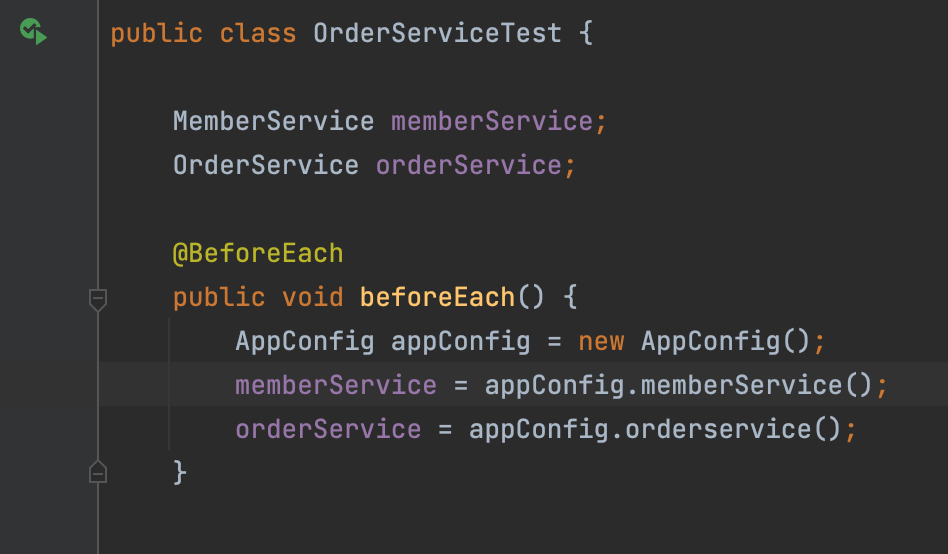 public class OrderServiceTest {
MemberService memberService;
OrderService orderService;
@BeforeEach
public void beforeEach() {
AppConfig appConfig = new AppConfig();
memberService = appConfig.memberService();
orderService = appConfig.orderservice();
}